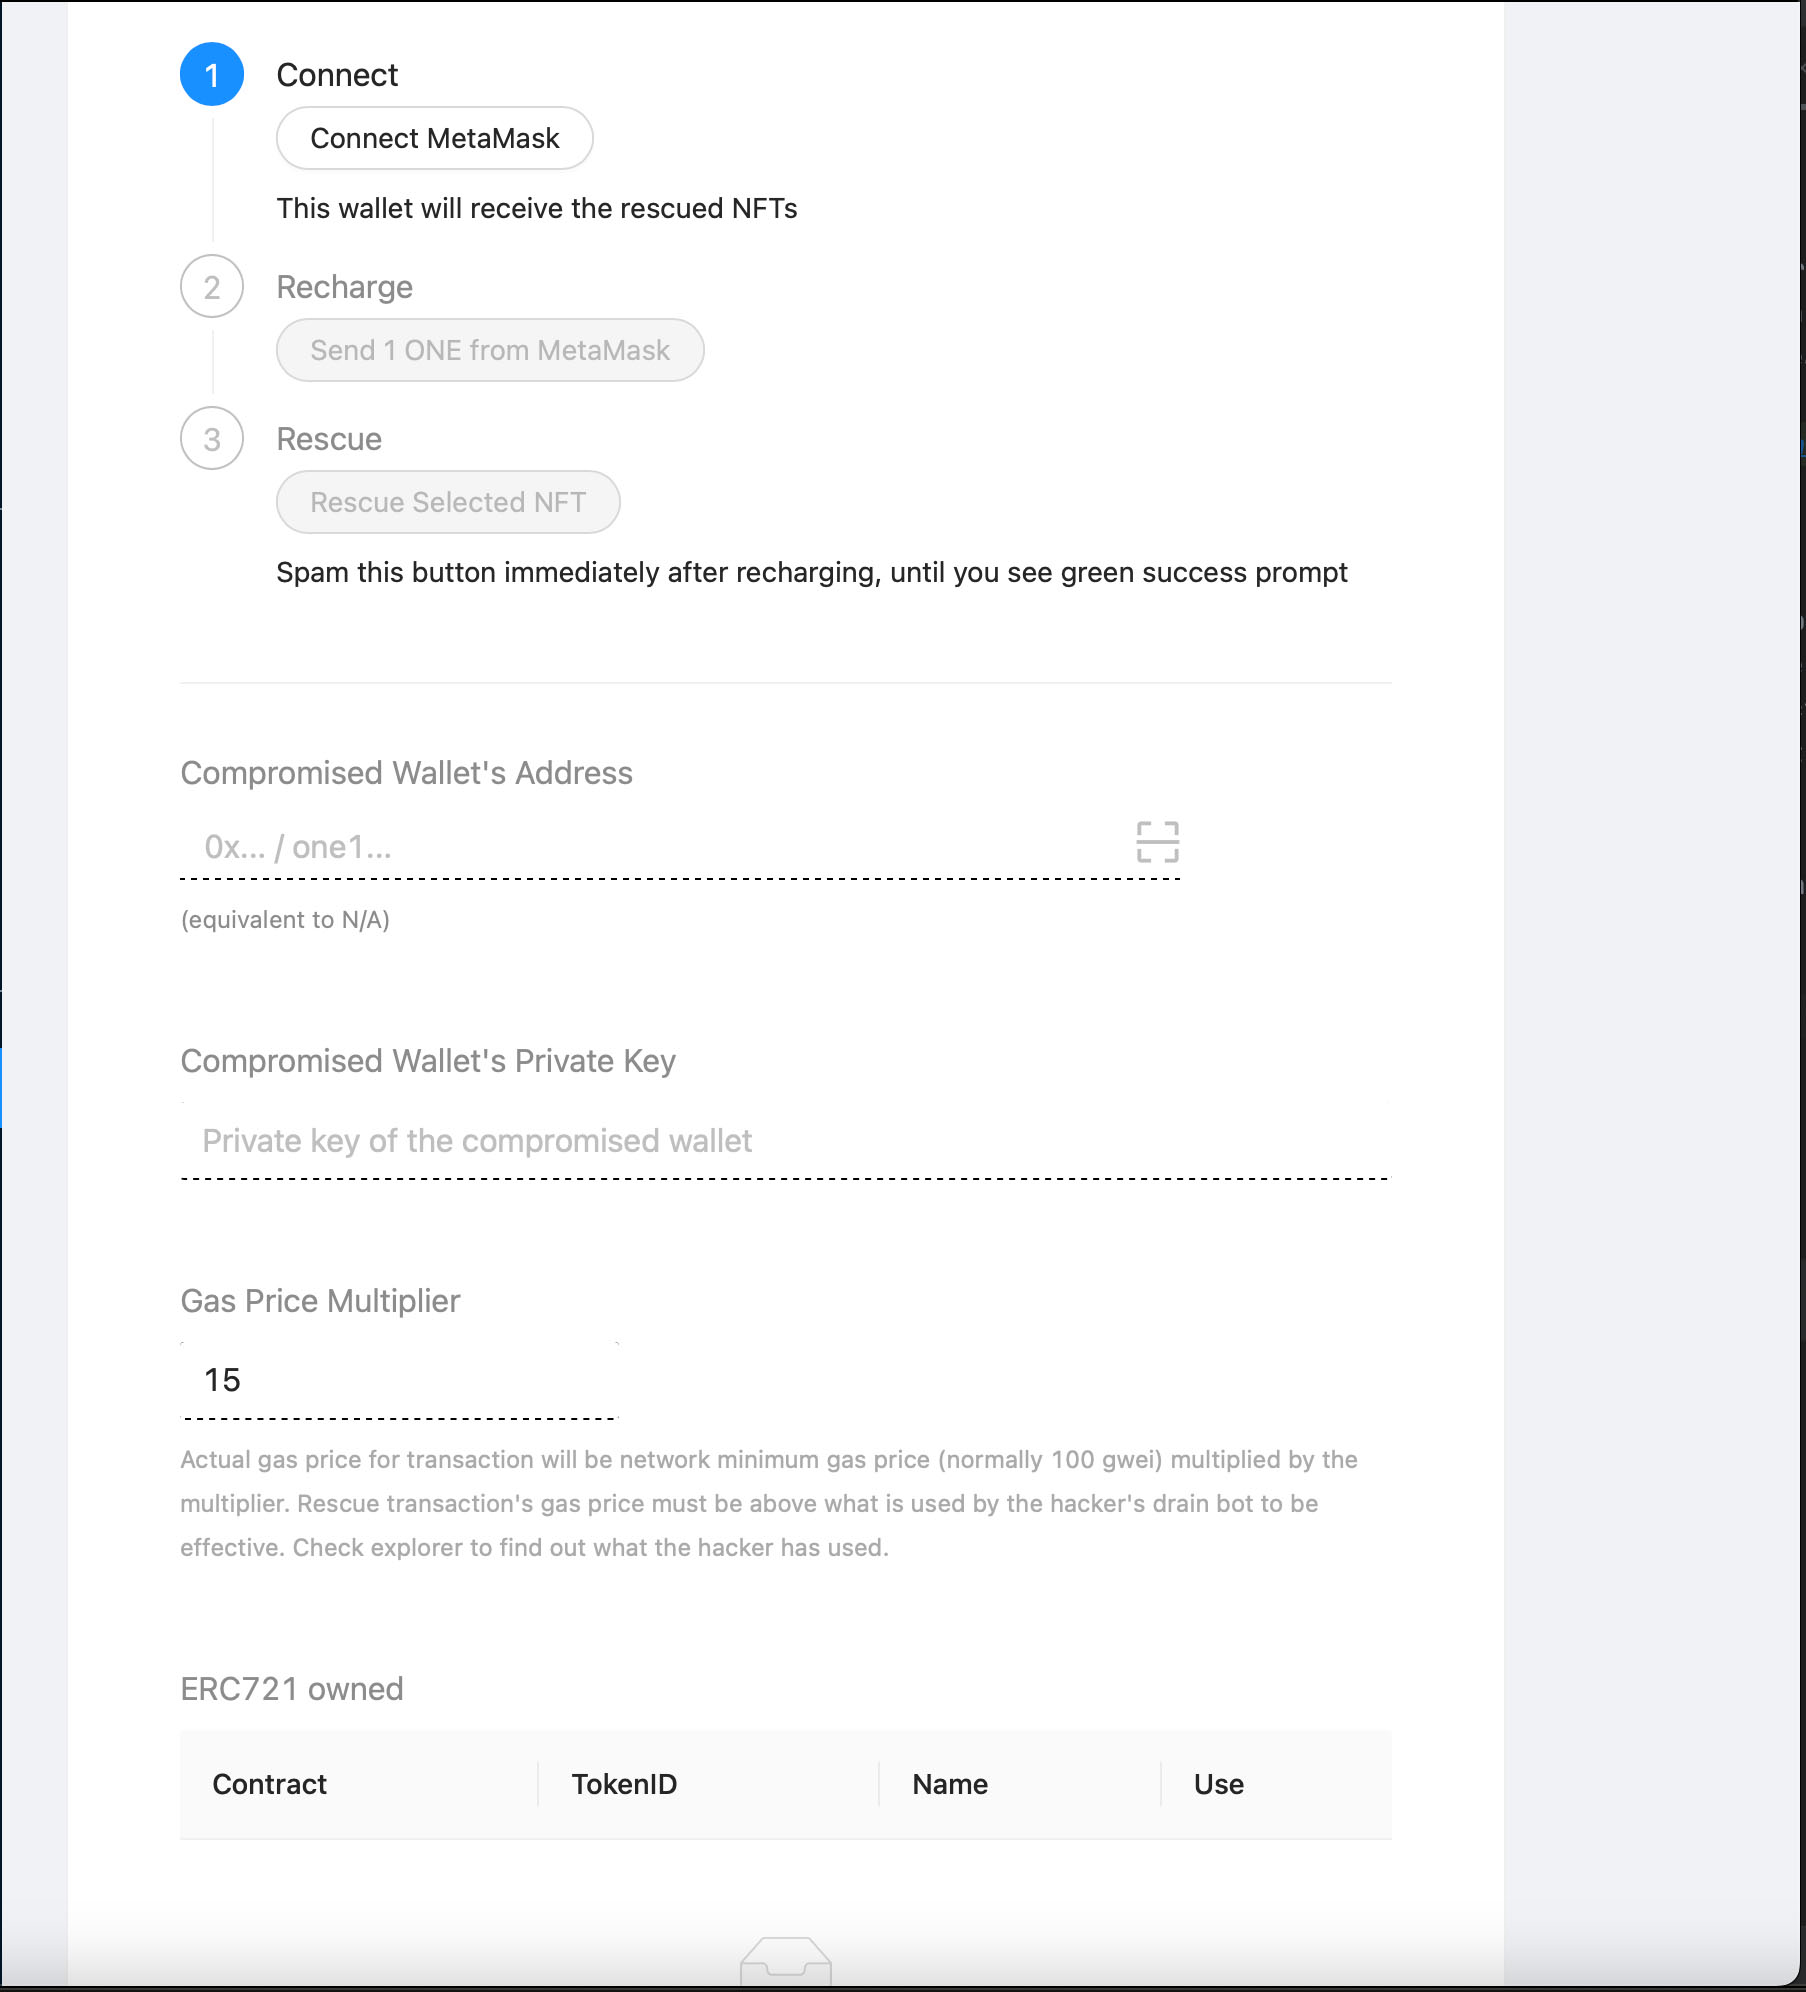 1 Connect
Connect MetaMask
This wallet will receive the rescued NFTs
2 Recharge
Send 1 ONE from MetaMask
3 Rescue
Rescue Selected NFT
Spam this button immediately after recharging, until you see green success prompt
Compromised Wallet's Address
0x... / one1...
(equivalent to N/A)
Compromised Wallet's Private Key
Private key of the compromised wallet
Gas Price Multiplier
15
Actual gas price for transaction will be network minimum gas price (normally 100 gwei) multiplied by the
multiplier. Rescue transaction's gas price must be above what is used by the hacker's drain bot to be
effective. Check explorer to find out what the hacker has used.
ERC721 owned
Contract TokenID Name Use